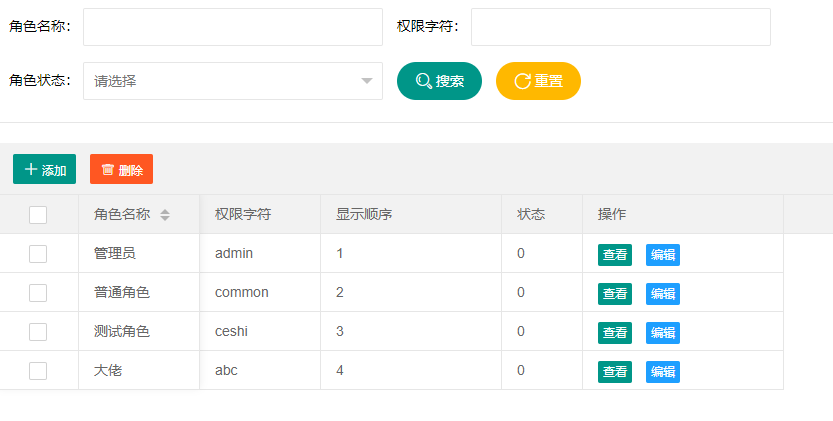 角色名称： 权限字符：
角色状态： 请选择 搜索 重置
添加 删除
角色名称 权限字符 显示顺序 状态 操作
管理员 admin 1 0 查看 编辑
普通角色 common 2 0 查看 编辑
测试角色 ceshi 3 0 查看 编辑
大佬 abc 4 0 查看 编辑